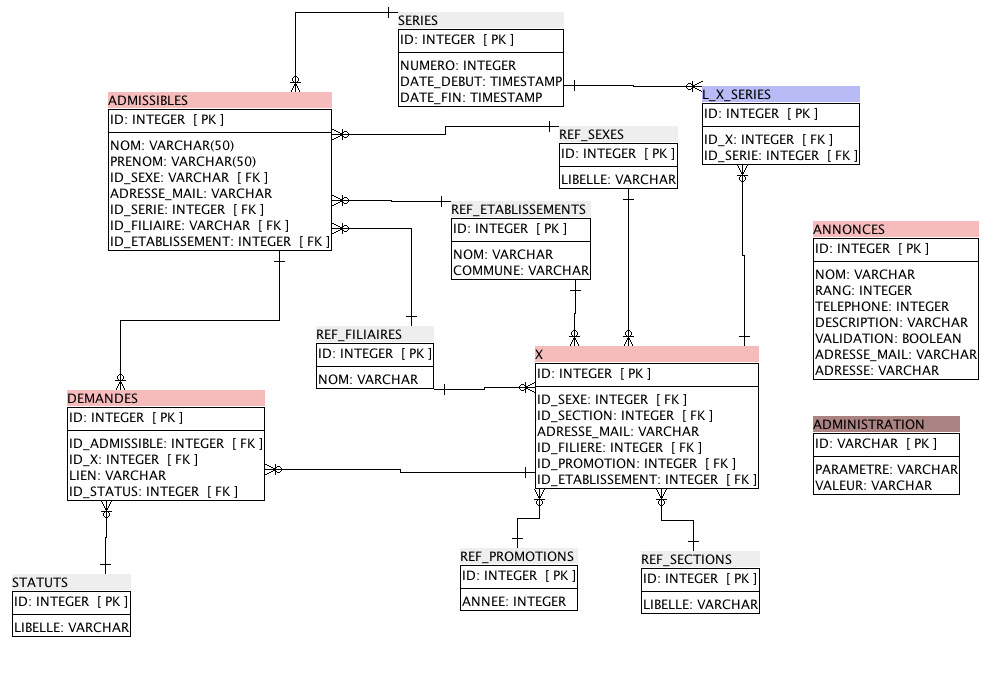 SERIES
ID: INTEGER [ PK ]
NUMERO: INTEGER
DATE_DEBUT: TIMESTAMP
DATE_FIN: TIMESTAMP
ADMISSIBLES
ID: INTEGER [ PK ]
NOM: VARCHAR(50)
PRENOM: VARCHAR(50)
ID_SEXE: VARCHAR [ FK ]
ADRESSE_MAIL: VARCHAR
ID_SERIE: INTEGER [ FK ]
ID_FILIAIRE: VARCHAR [ FK ]
ID_ETABLISSEMENT: INTEGER [ FK ]
L_X_SERIES
ID: INTEGER [ PK ]
ID_X: INTEGER [ FK ]
ID_SERIE: INTEGER [ FK ]
REF_SEXES
ID: INTEGER [ PK ]
LIBELLE: VARCHAR
REF_ETABLISSEMENTS
ID: INTEGER [ PK ]
NOM: VARCHAR
COMMUNE: VARCHAR
ANNONCES
ID: INTEGER [ PK ]
NOM: VARCHAR
RANG: INTEGER
TELEPHONE: INTEGER
DESCRIPTION: VARCHAR
VALIDATION: BOOLEAN
ADRESSE_MAIL: VARCHAR
ADRESSE: VARCHAR
REF_FILIAIRES
ID: INTEGER [ PK ]
NOM: VARCHAR
X
ID: INTEGER [ PK ]
ID_SEXE: INTEGER [ FK ]
ID_SECTION: INTEGER [ FK ]
ADRESSE_MAIL: VARCHAR
ID_FILIERE: INTEGER [ FK ]
ID_PROMOTION: INTEGER [ FK ]
ID_ETABLISSEMENT: INTEGER [ FK ]
DEMANDES
ID: INTEGER [ PK ]
ID_ADMISSIBLE: INTEGER [ FK ]
ID_X: INTEGER [ FK ]
LIEN: VARCHAR
ID_STATUS: INTEGER [ FK ]
ADMINISTRATION
ID: VARCHAR [ PK ]
PARAMETRE: VARCHAR
VALEUR: VARCHAR
REF_PROMOTIONS
ID: INTEGER [ PK ]
ANNEE: INTEGER
REF_SECTIONS
ID: INTEGER [ PK ]
LIBELLE: VARCHAR
STATUTS
ID: INTEGER [ PK ]
LIBELLE: VARCHAR